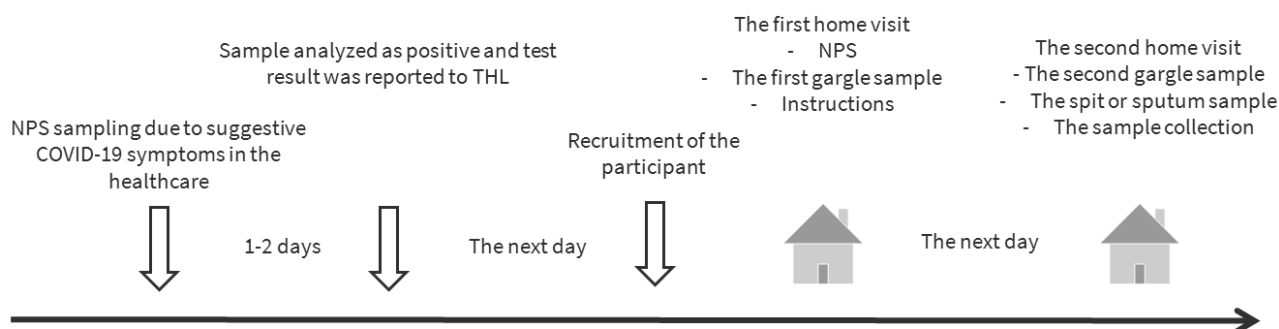 NPS sampling due to suggestive
COVID-19 symptoms in the
healthcare
1-2 days
Sample analyzed as positive and test
result was reported to THL
The next day
Recruitment of the
participant
The first home visit
- NPS
- The first gargle sample
- Instructions
The next day
The second home visit
- The second gargle sample
- The spit or sputum sample
- The sample collection